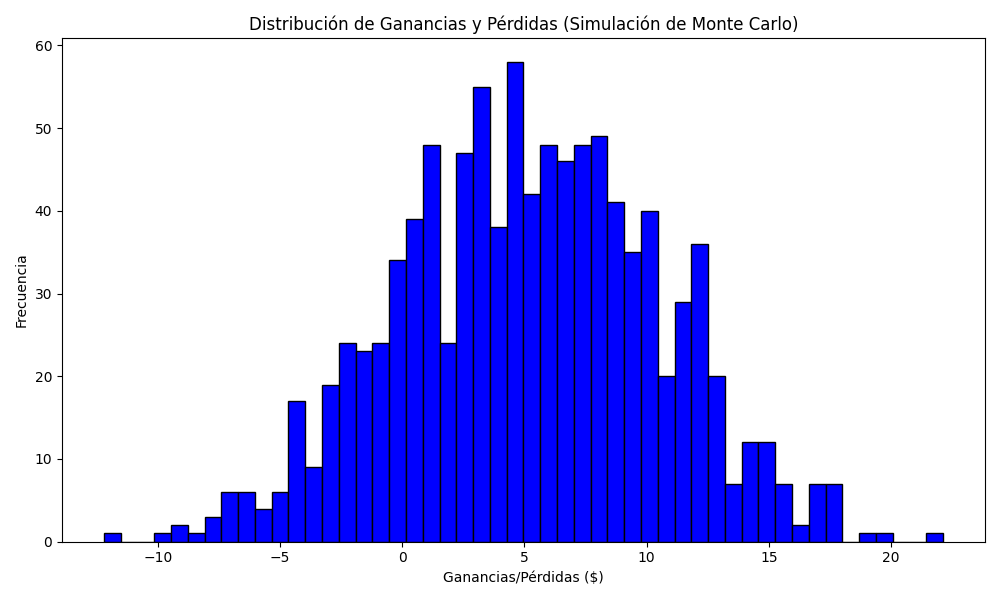 Distribución de Ganancias y Pérdidas (Simulación de Monte Carlo)
60
50
40
30
20
10
0
Frecuencia
−10 −5 0 5 10 15 20
Ganancias/Pérdidas ($)